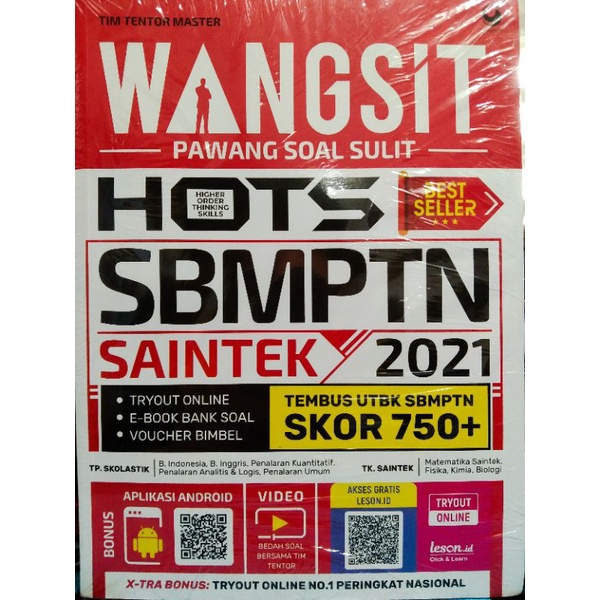 TIM TENTOR MASTER
WANGSIT
PAWANG SOAL SULIT
HOTS
HIGHER
ORDER
THINKING
SKILLS
BEST
SELLER
SBMPTN
SAINTEK 2021
• TRYOUT ONLINE
• E-BOOK BANK SOAL
• VOUCHER BIMBEL
TEMBUS UTBK SBMPTN
SKOR 750+
TP. SKOLASTIK
B. Indonesia, B. Inggris, Penalaran Kuantitatif,
Penalaran Analitis & Logis, Penalaran Umum
TK. SAINTEK
Matematika Saintek,
Fisika, Kimia, Biologi
BONUS
APLIKASI ANDROID
VIDEO
BEDAH SOAL
BERSAMA TIM
TENTOR
AKSES GRATIS
LESON.ID
TRYOUT
ONLINE
leson.id
Click & Learn
X-TRA BONUS: TRYOUT ONLINE NO.1 PERINGKAT NASIONAL